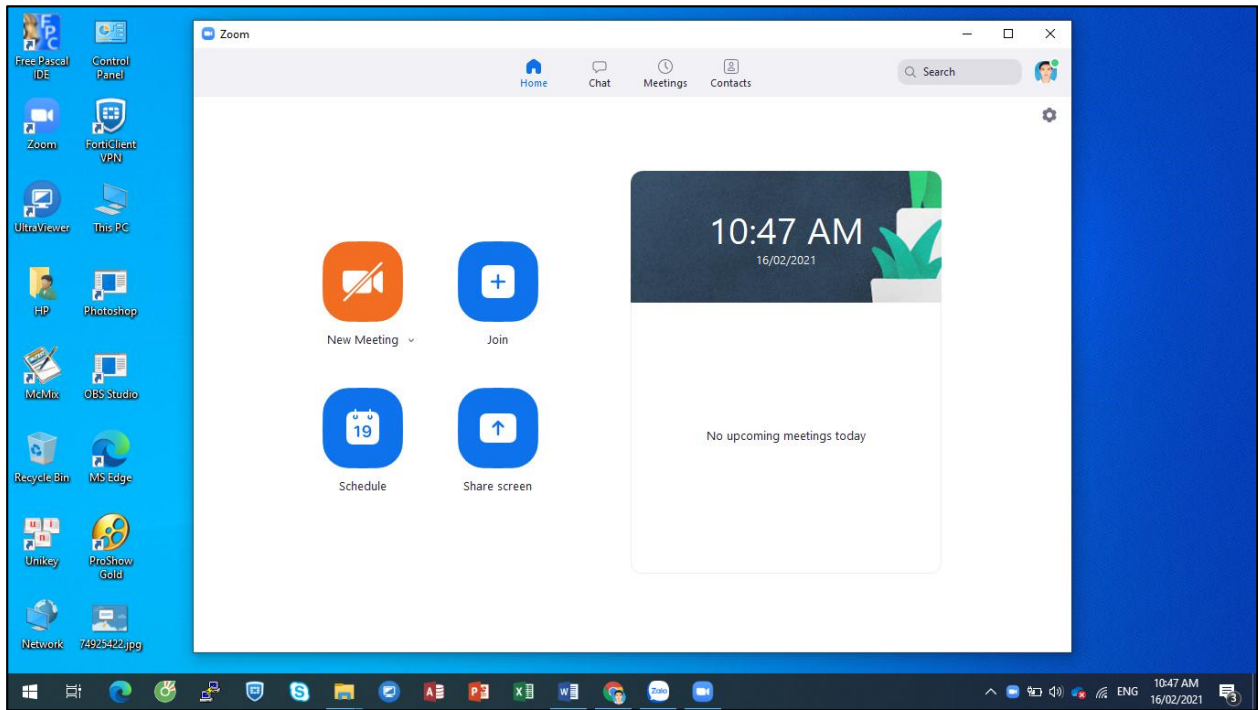 Free Pascal
IDE
Control
Panel
Zoom
FortiClient
VPN
UltraViewer
This PC
HP
Photoshop
McMix
OBS Studio
Recycle Bin
MS Edge
Unikey
ProShow
Gold
Network
74925422.jpg
Zoom
Home
Chat
Meetings
Contacts
Search
10:47 AM
16/02/2021
New Meeting
Join
19
Schedule
Share screen
No upcoming meetings today
Zalo
ENG
10:47 AM
16/02/2021
3